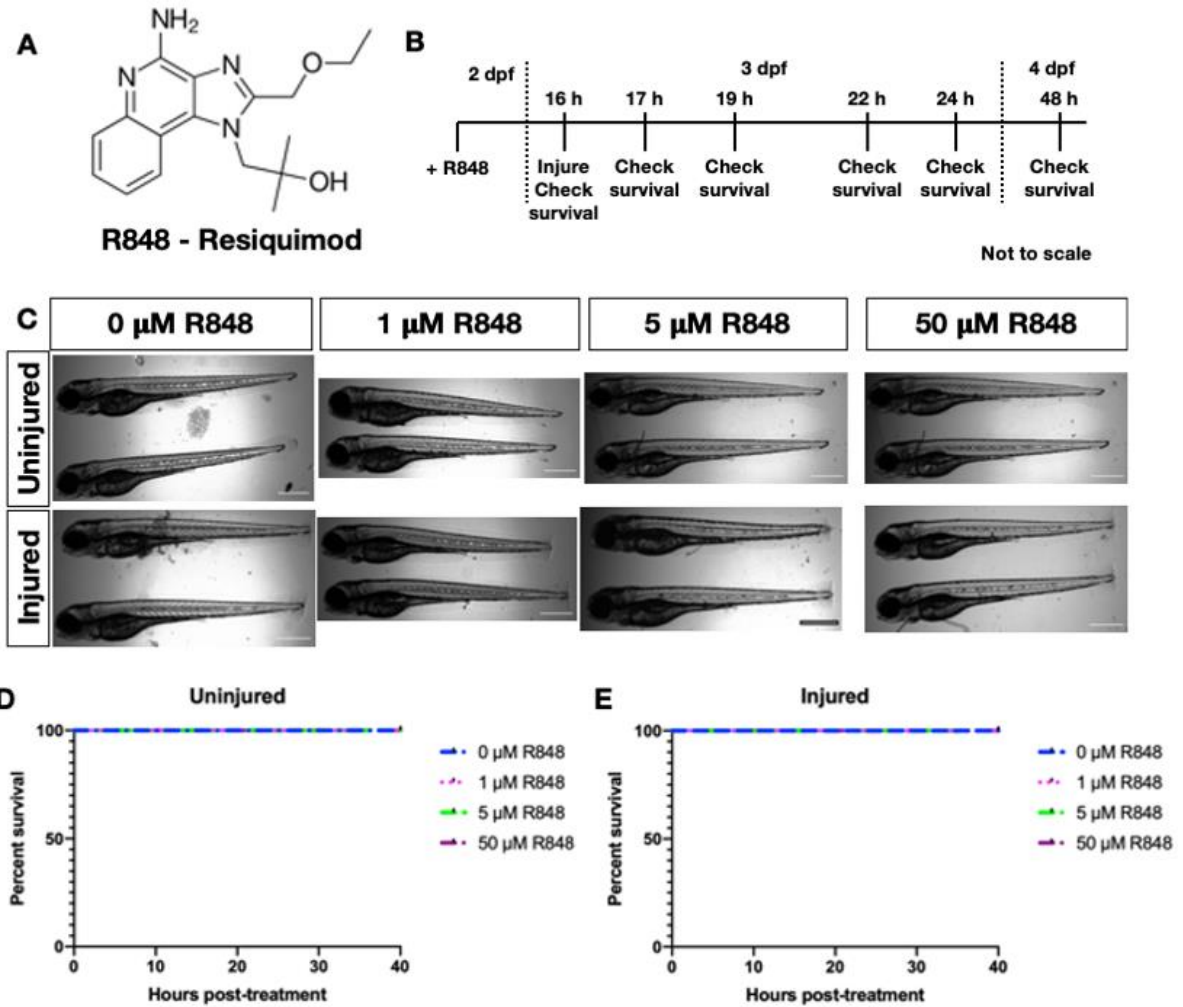 A
NH2
N
N
O
N
OH
R848 - Resiquimod
B
2 dpf
3 dpf
4 dpf
16 h
17 h
19 h
22 h
24 h
48 h
+ R848
Injure
Check
survival
Check
survival
Check
survival
Check
survival
Check
survival
Check
survival
Not to scale
C
0 µM R848
1 µM R848
5 µM R848
50 µM R848
Uninjured
Injured
D
Uninjured
100
50
0
Percent survival
0 10 20 30 40
Hours post-treatment
0 µM R848
1 µM R848
5 µM R848
50 µM R848
E
Injured
100
50
0
Percent survival
0 10 20 30 40
Hours post-treatment
0 µM R848
1 µM R848
5 µM R848
50 µM R848